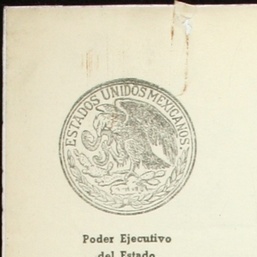 ESTADOS UNIDOS MEXICANOS
Poder Ejecutivo
del Estado